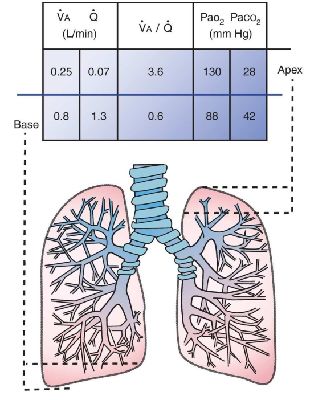 V̇A Q̇ V̇A / Q̇ Pao₂ Paco₂
(L/min) (mm Hg)
0.25 0.07 3.6 130 28 Apex
0.8 1.3 0.6 88 42
Base